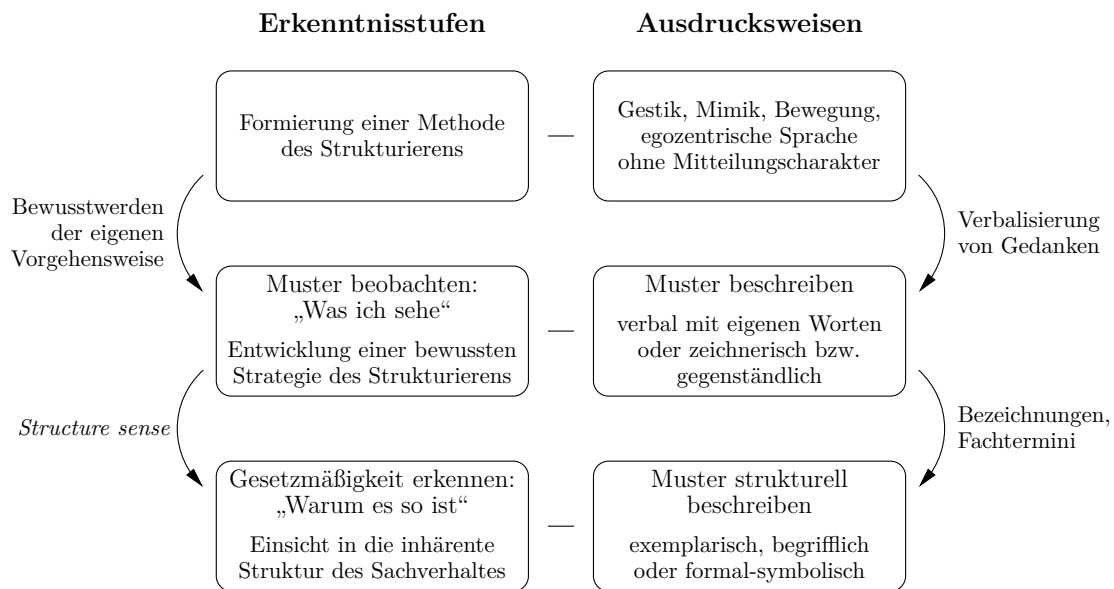 Erkenntnisstufen
Ausdrucksweisen
Formierung einer Methode
des Strukturierens
—
Gestik, Mimik, Bewegung,
egozentrische Sprache
ohne Mitteilungscharakter
Bewusstwerden
der eigenen
Vorgehensweise
Verbalisierung
von Gedanken
Muster beobachten:
„Was ich sehe“
Entwicklung einer bewussten
Strategie des Strukturierens
—
Muster beschreiben
verbal mit eigenen Worten
oder zeichnerisch bzw.
gegenständlich
Structure sense
Bezeichnungen,
Fachtermini
Gesetzmäßigkeit erkennen:
„Warum es so ist“
Einsicht in die inhärente
Struktur des Sachverhaltes
—
Muster strukturell
beschreiben
exemplarisch, begrifflich
oder formal-symbolisch